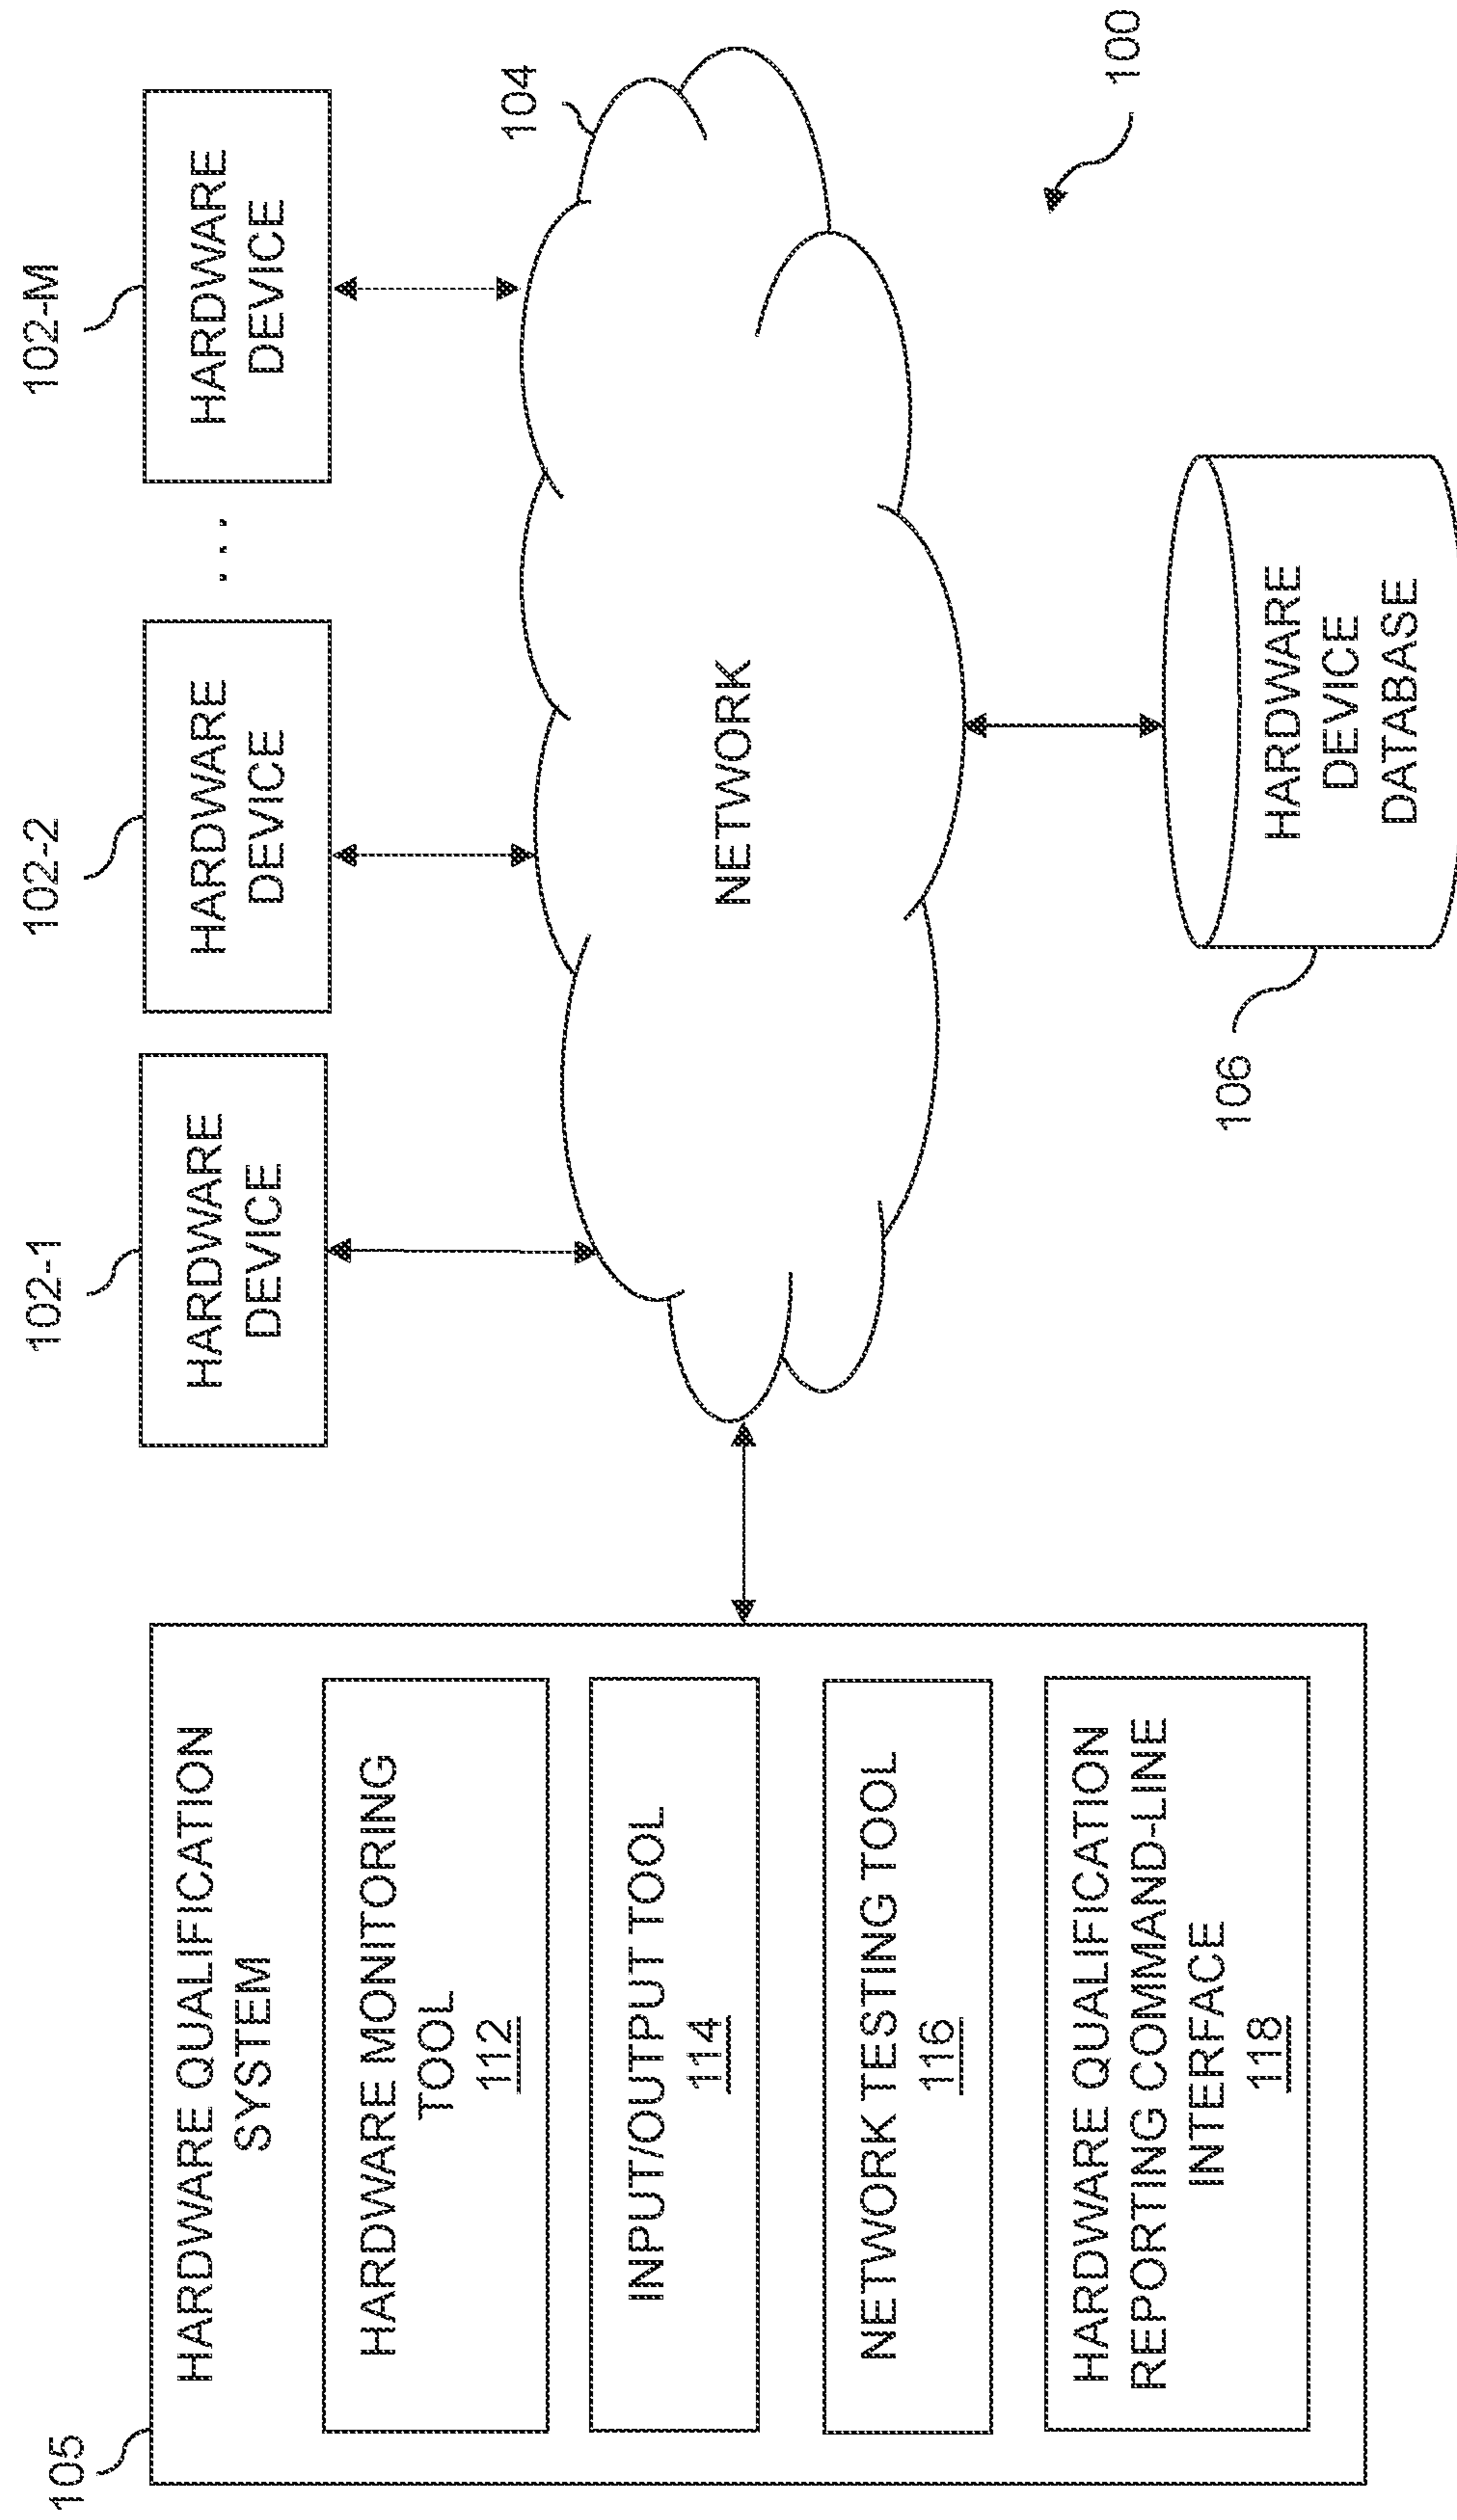 102-1
102-2
102-M
HARDWARE
DEVICE
HARDWARE
DEVICE
. . .
HARDWARE
DEVICE
105
HARDWARE QUALIFICATION
SYSTEM
HARDWARE MONITORING
TOOL
112
INPUT/OUTPUT TOOL
114
NETWORK TESTING TOOL
116
HARDWARE QUALIFICATION
REPORTING COMMAND-LINE
INTERFACE
118
104
NETWORK
106
HARDWARE
DEVICE
DATABASE
100